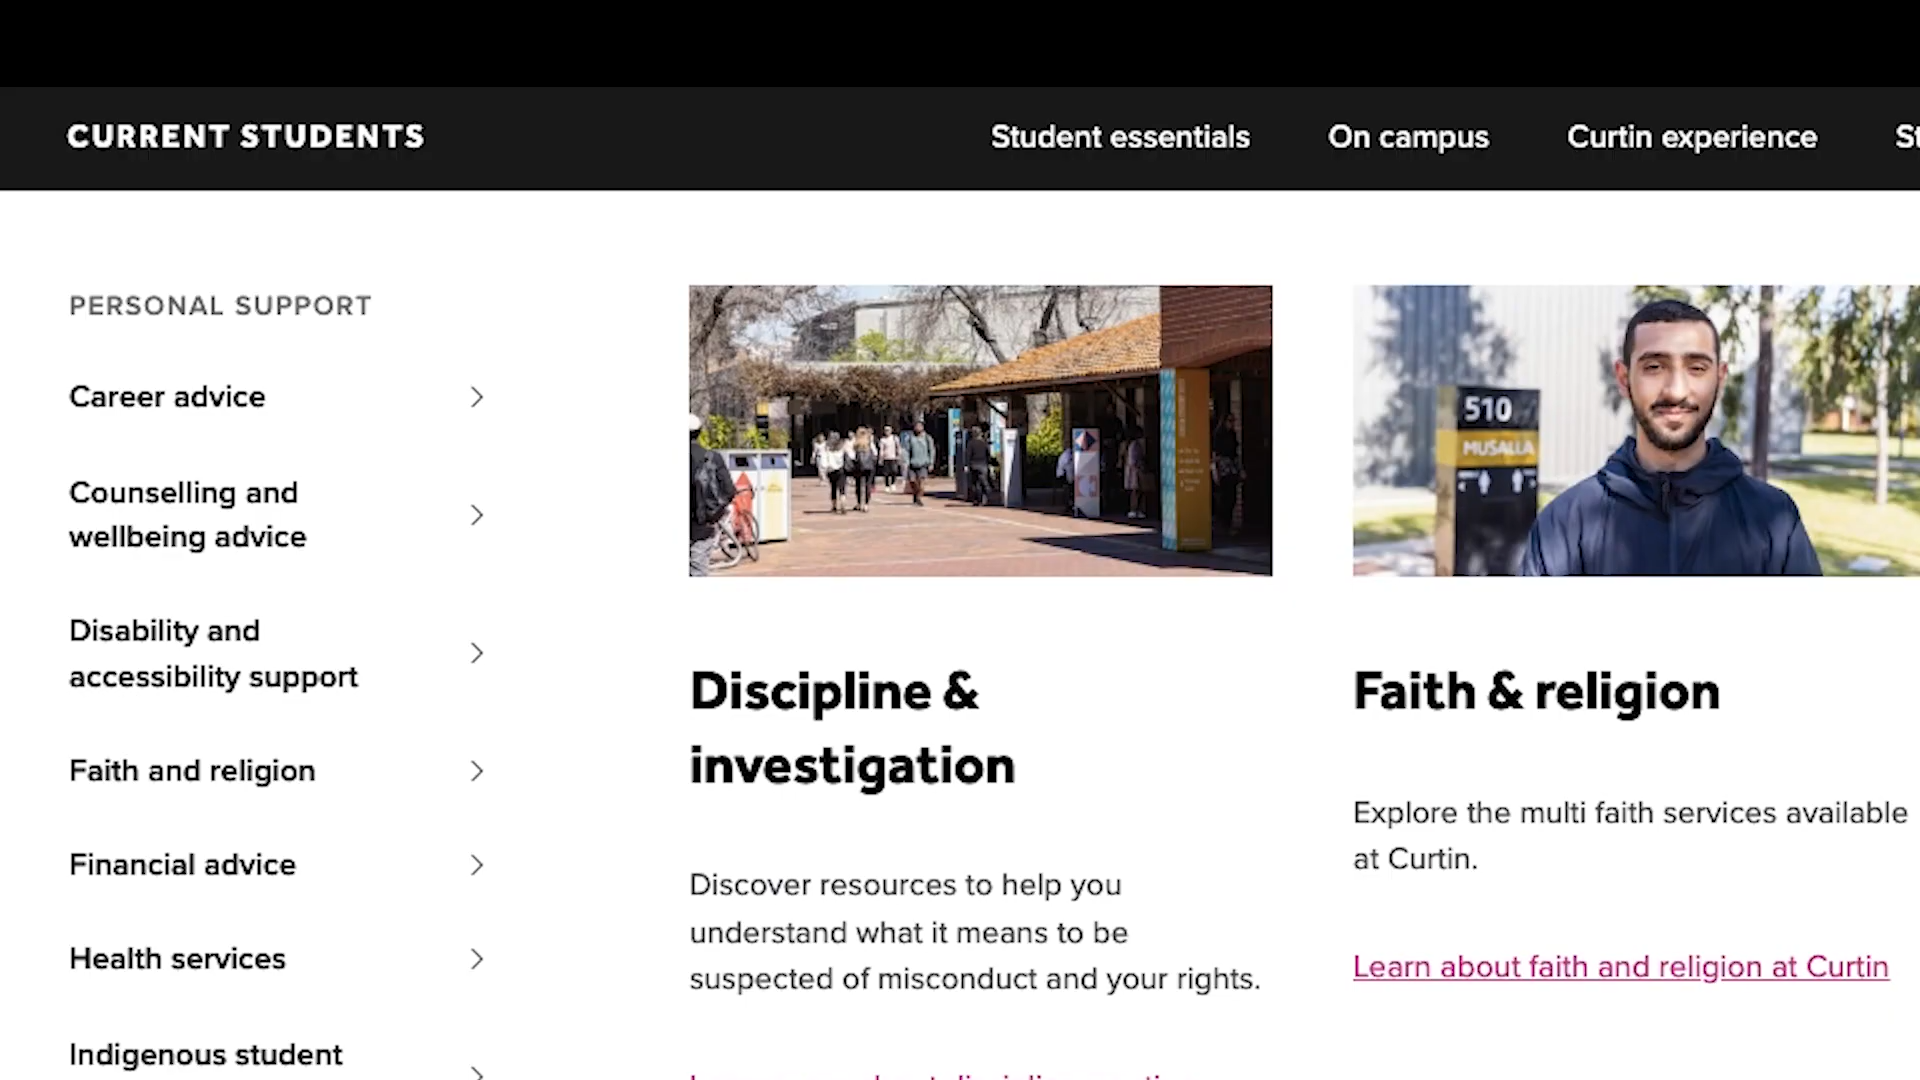 CURRENT STUDENTS
Student essentials
On campus
Curtin experience
PERSONAL SUPPORT
Career advice
Counselling and
wellbeing advice
Disability and
accessibility support
Faith and religion
Financial advice
Health services
Indigenous student
Discipline &
investigation
Discover resources to help you
understand what it means to be
suspected of misconduct and your rights.
510
MUSALLA
Faith & religion
Explore the multi faith services available
at Curtin.
Learn about faith and religion at Curtin